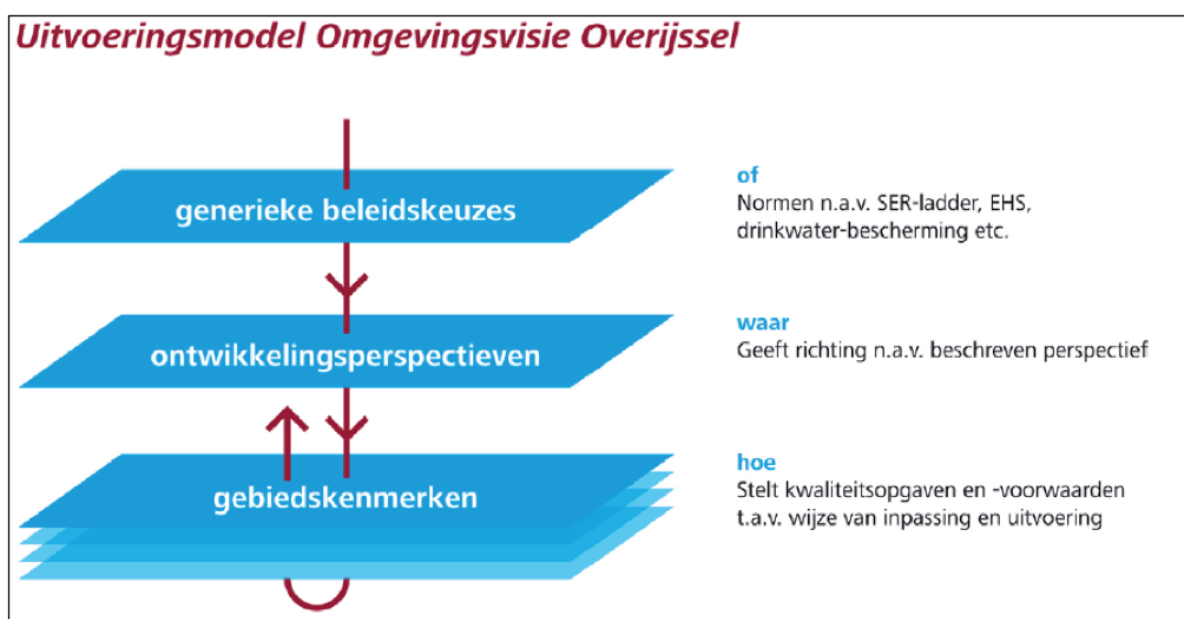 Uitvoeringsmodel Omgevingsvisie Overijssel
generieke beleidskeuzes
of
Normen n.a.v. SER-ladder, EHS,
drinkwater-bescherming etc.
ontwikkelingsperspectieven
waar
Geeft richting n.a.v. beschreven perspectief
gebiedskenmerken
hoe
Stelt kwaliteitsopgaven en -voorwaarden
t.a.v. wijze van inpassing en uitvoering